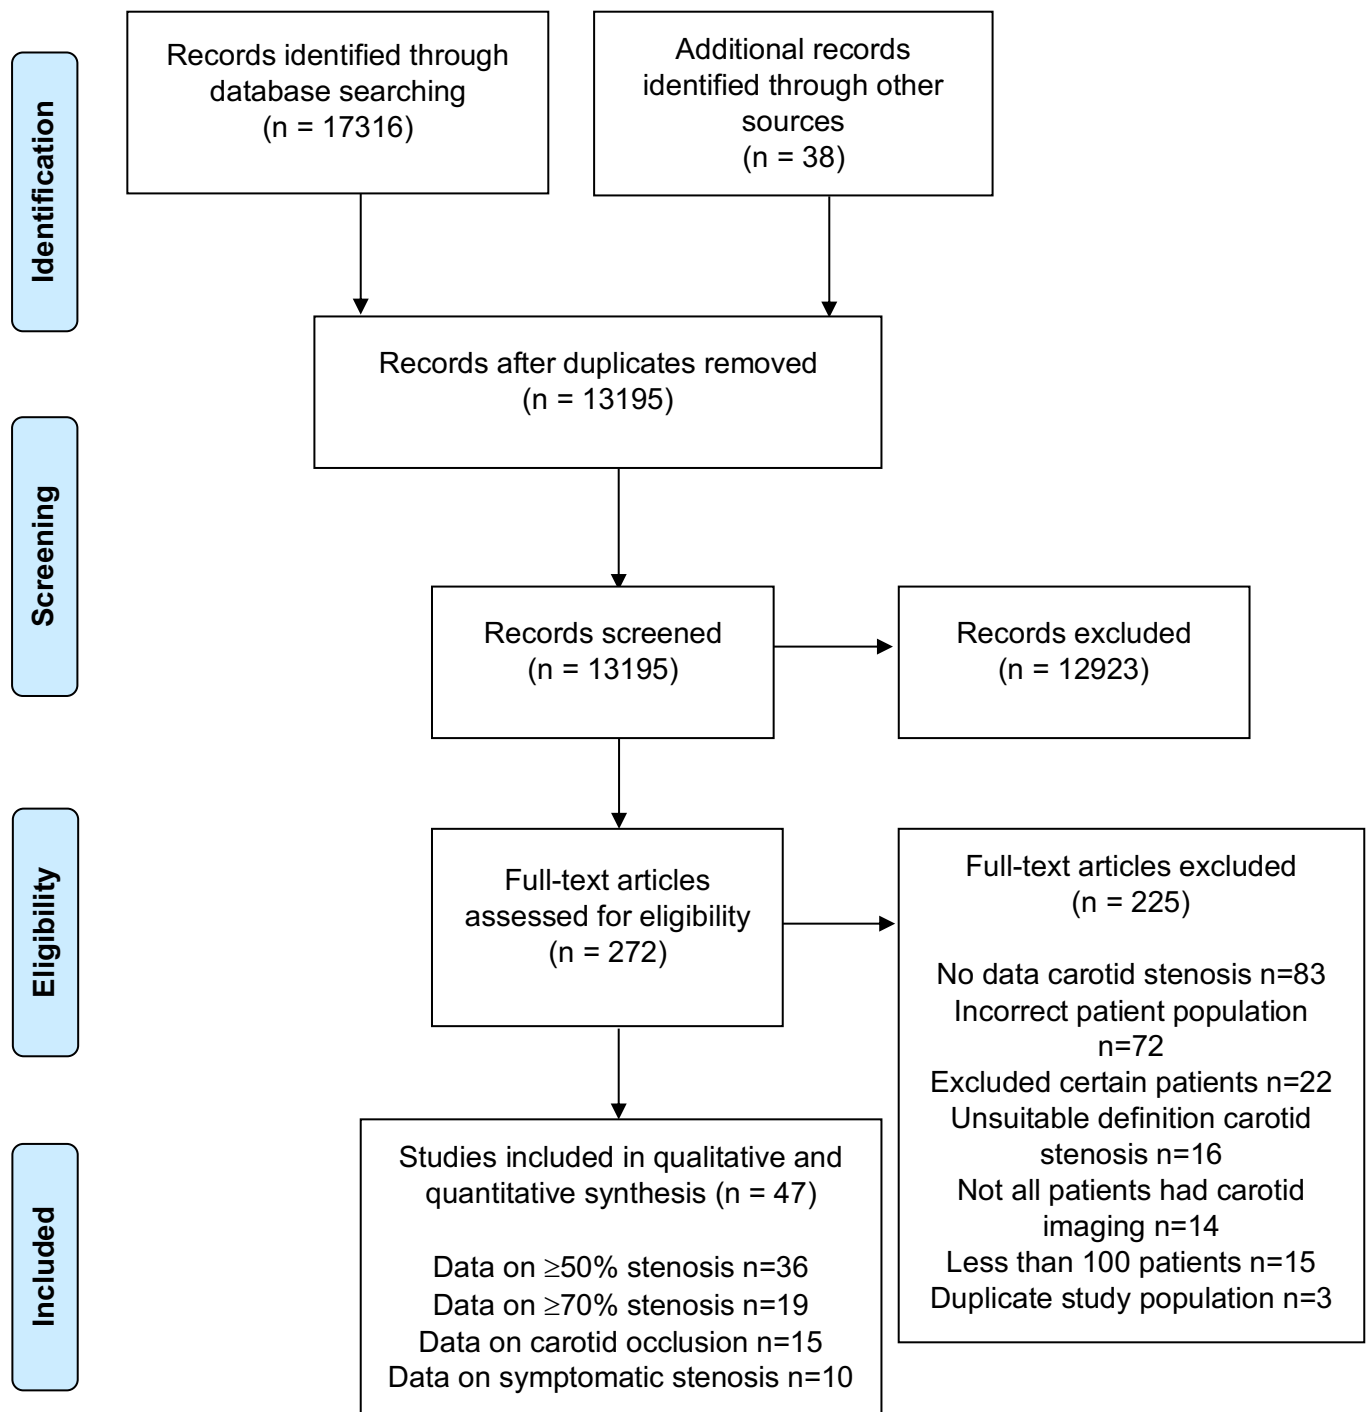 Identification
Records identified through
database searching
(n = 17316)
Additional records
identified through other
sources
(n = 38)
Records after duplicates removed
(n = 13195)
Screening
Records screened
(n = 13195)
Records excluded
(n = 12923)
Eligibility
Full-text articles
assessed for eligibility
(n = 272)
Full-text articles excluded
(n = 225)
No data carotid stenosis n=83
Incorrect patient population
n=72
Excluded certain patients n=22
Unsuitable definition carotid
stenosis n=16
Not all patients had carotid
imaging n=14
Less than 100 patients n=15
Duplicate study population n=3
Included
Studies included in qualitative and
quantitative synthesis (n = 47)
Data on ≥50% stenosis n=36
Data on ≥70% stenosis n=19
Data on carotid occlusion n=15
Data on symptomatic stenosis n=10